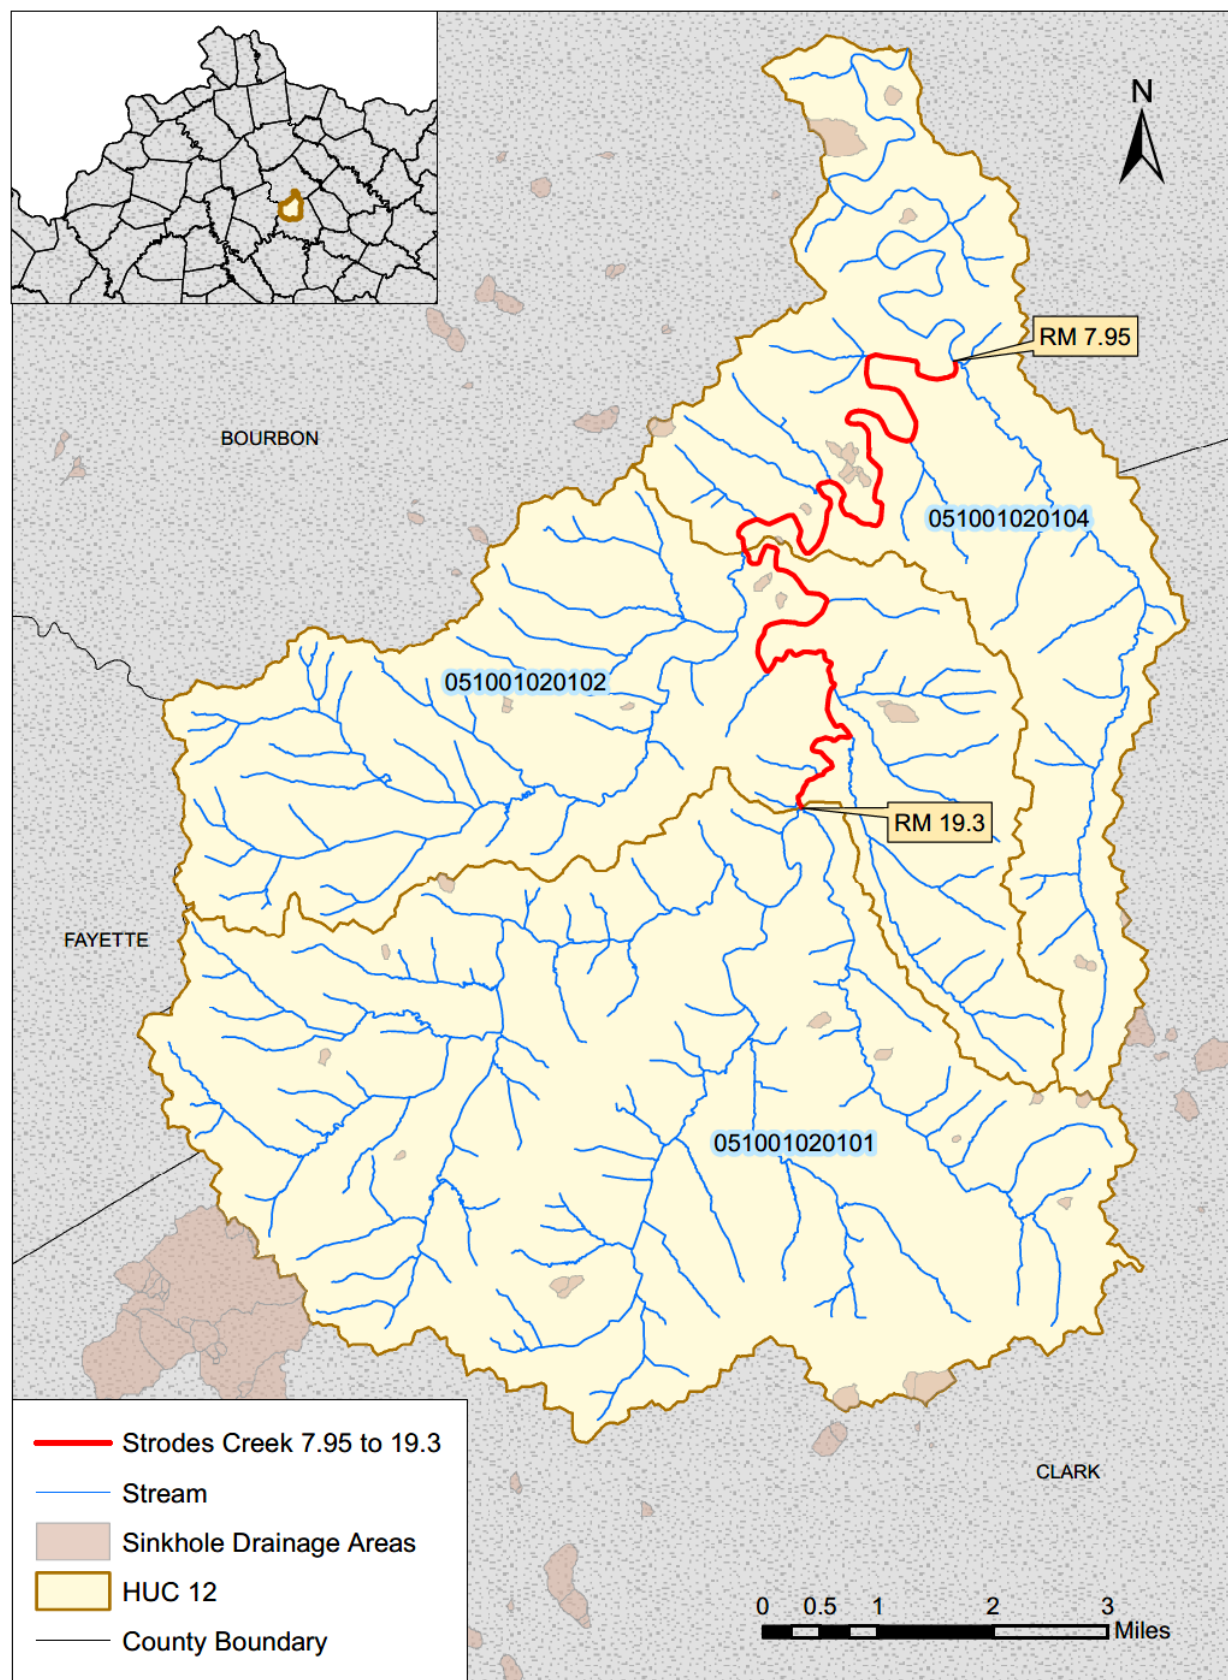 N
RM 7.95
BOURBON
051001020104
051001020102
RM 19.3
FAYETTE
051001020101
CLARK
Strodes Creek 7.95 to 19.3
Stream
Sinkhole Drainage Areas
HUC 12
County Boundary
0 0.5 1 2 3
Miles